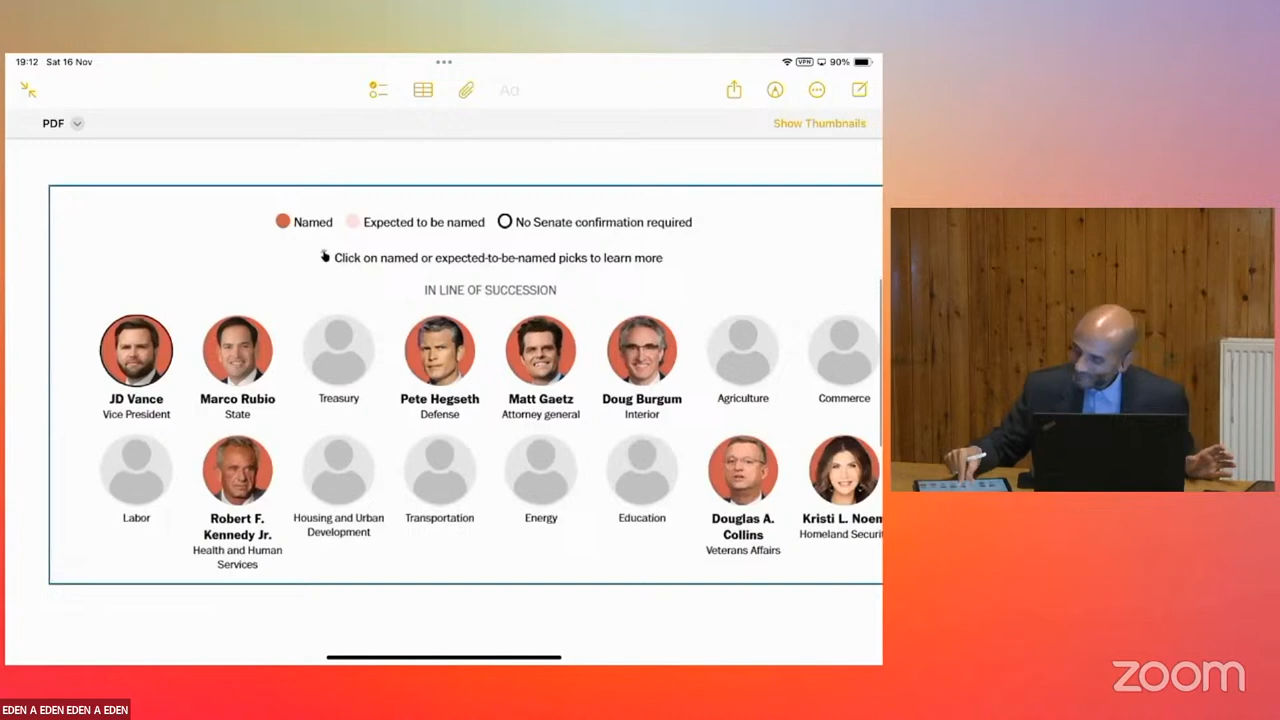 19:12 Sat 16 Nov
VPN 90%
Aa
PDF
Show Thumbnails
Named Expected to be named No Senate confirmation required
Click on named or expected-to-be-named picks to learn more
IN LINE OF SUCCESSION
JD Vance
Vice President
Marco Rubio
State
Treasury
Pete Hegseth
Defense
Matt Gaetz
Attorney general
Doug Burgum
Interior
Agriculture
Commerce
Labor
Robert F.
Kennedy Jr.
Health and Human
Services
Housing and Urban
Development
Transportation
Energy
Education
Douglas A.
Collins
Veterans Affairs
Kristi L. Noem
Homeland Securit
zoom
EDEN A EDEN EDEN A EDEN